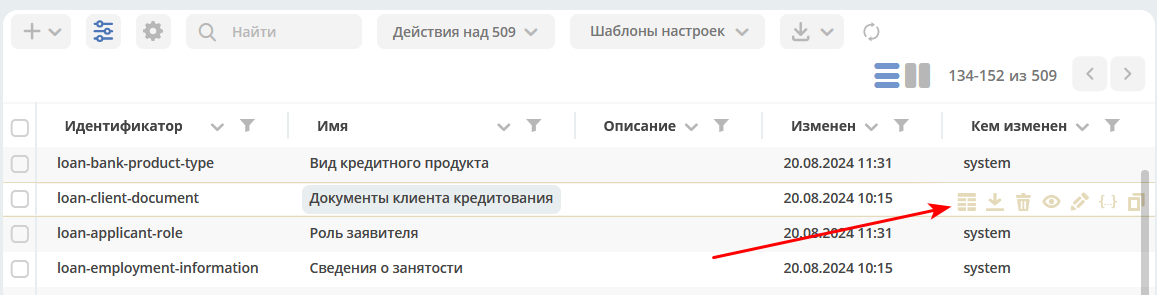 Найти Действия над 509 Шаблоны настроек
134-152 из 509
Идентификатор Имя Описание Изменен Кем изменен
loan-bank-product-type Вид кредитного продукта 20.08.2024 11:31 system
loan-client-document Документы клиента кредитования 20.08.2024 10:15
loan-applicant-role Роль заявителя 20.08.2024 11:31 system
loan-employment-information Сведения о занятости 20.08.2024 10:15 system